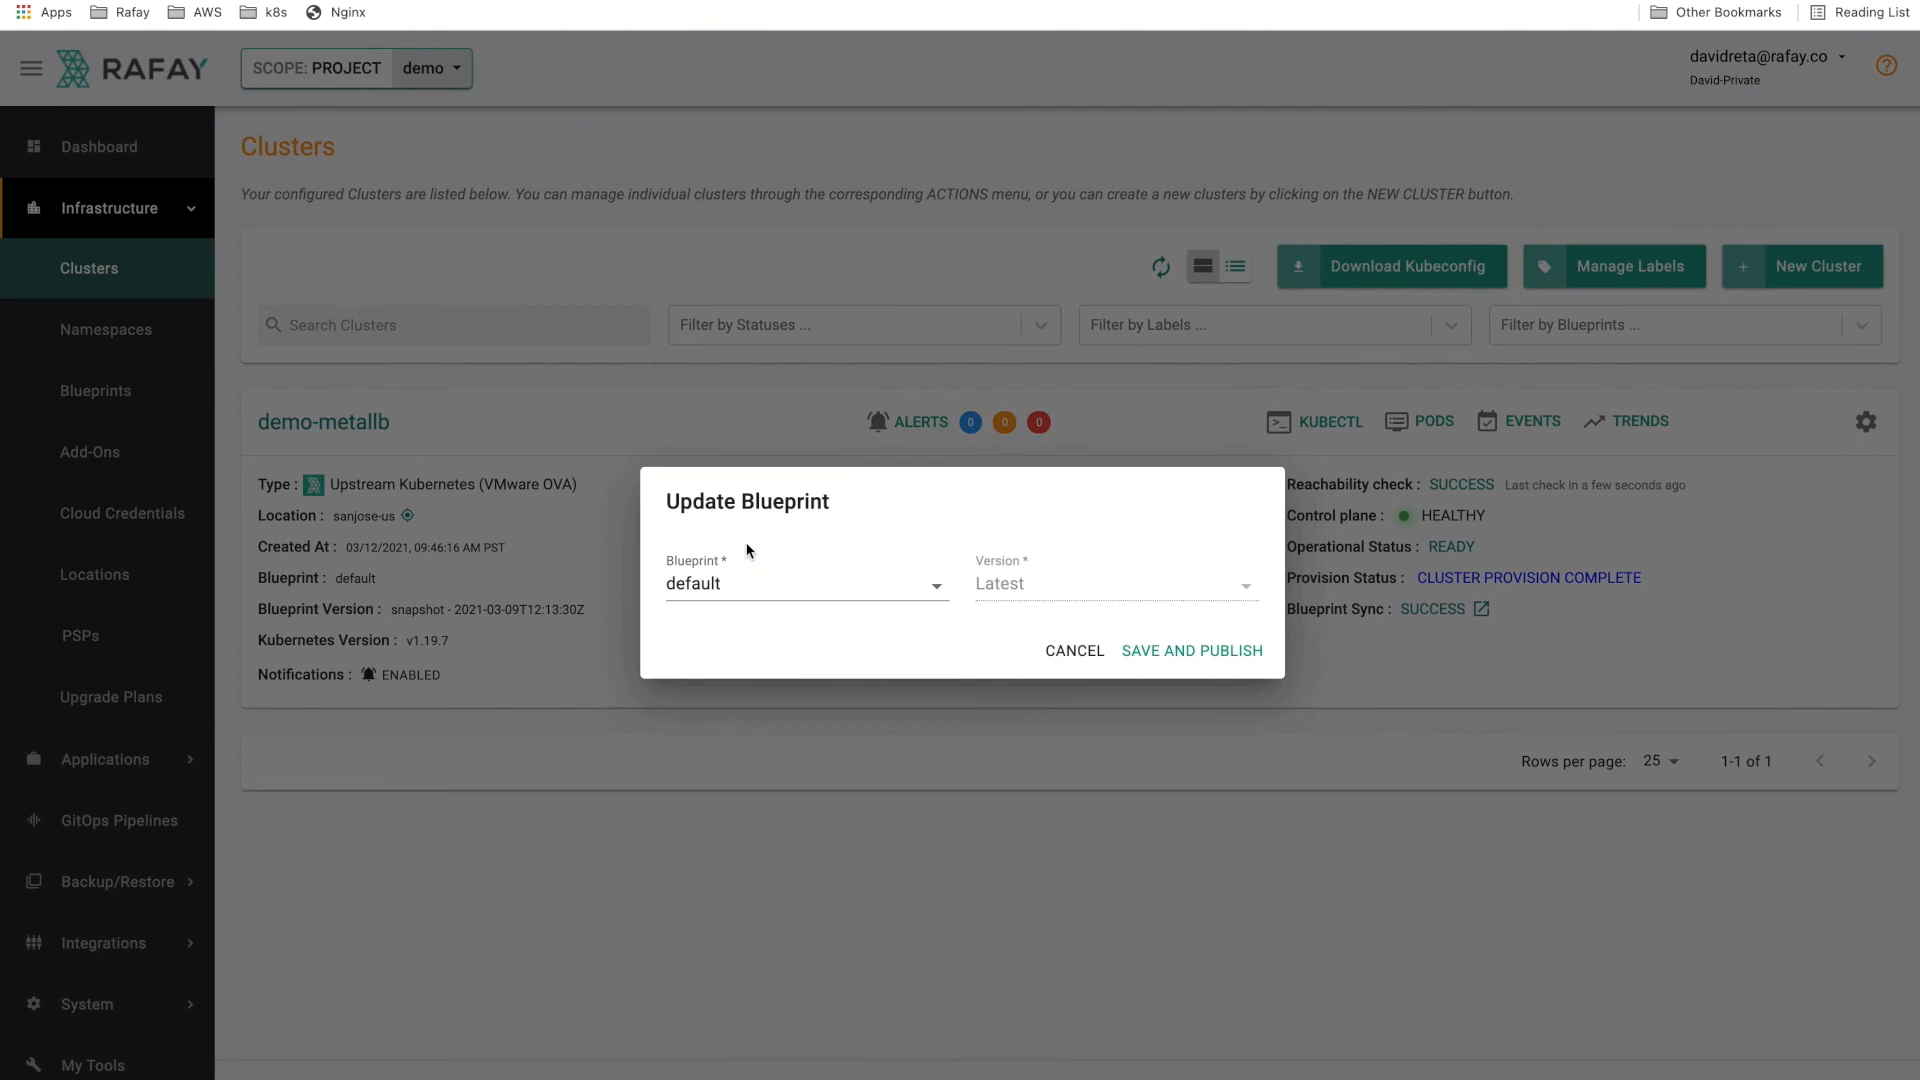 Apps Rafay AWS k8s Nginx Other Bookmarks Reading List
RAFAY SCOPE: PROJECT demo davidreta@rafay.co ?
David-Private
Dashboard
Infrastructure
Clusters
Namespaces
Blueprints
Add-Ons
Cloud Credentials
Locations
PSPs
Upgrade Plans
Applications
GitOps Pipelines
Backup/Restore
Integrations
System
My Tools
Clusters
Your configured Clusters are listed below. You can manage individual clusters through the corresponding ACTIONS menu, or you can create a new clusters by clicking on the NEW CLUSTER button.
Download Kubeconfig Manage Labels + New Cluster
Search Clusters Filter by Statuses ... Filter by Labels ... Filter by Blueprints ...
demo-metallb ALERTS 0 0 0 >_ KUBECTL PODS EVENTS TRENDS
Type : Upstream Kubernetes (VMware OVA)
Location : sanjose-us
Created At : 03/12/2021, 09:46:16 AM PST
Blueprint : default
Blueprint Version : snapshot - 2021-03-09T12:13:30Z
Kubernetes Version : v1.19.7
Notifications : ENABLED
Update Blueprint
Blueprint * Version *
default Latest
CANCEL SAVE AND PUBLISH
Reachability check : SUCCESS Last check in a few seconds ago
Control plane : HEALTHY
Operational Status : READY
Provision Status : CLUSTER PROVISION COMPLETE
Blueprint Sync : SUCCESS
Rows per page: 25 1-1 of 1